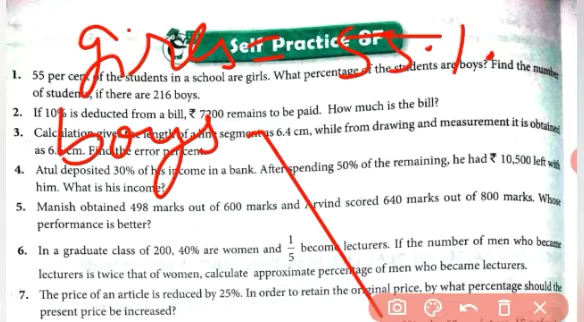 Self Practice 8F
girls = 55.1.
1. 55 per cent of the students in a school are girls. What percentage of the students are boys? Find the number
of students, if there are 216 boys.
boys
2. If 10% is deducted from a bill, ₹ 7200 remains to be paid. How much is the bill?
3. Calculation gives the length of a line segment as 6.4 cm, while from drawing and measurement it is obtained
as 6. cm. Find the error per cent.
4. Atul deposited 30% of his income in a bank. After spending 50% of the remaining, he had ₹ 10,500 left with
him. What is his income?
5. Manish obtained 498 marks out of 600 marks and Arvind scored 640 marks out of 800 marks. Whose
performance is better?
6. In a graduate class of 200, 40% are women and 1/5 become lecturers. If the number of men who became
lecturers is twice that of women, calculate approximate percentage of men who became lecturers.
7. The price of an article is reduced by 25%. In order to retain the original price, by what percentage should the
present price be increased?